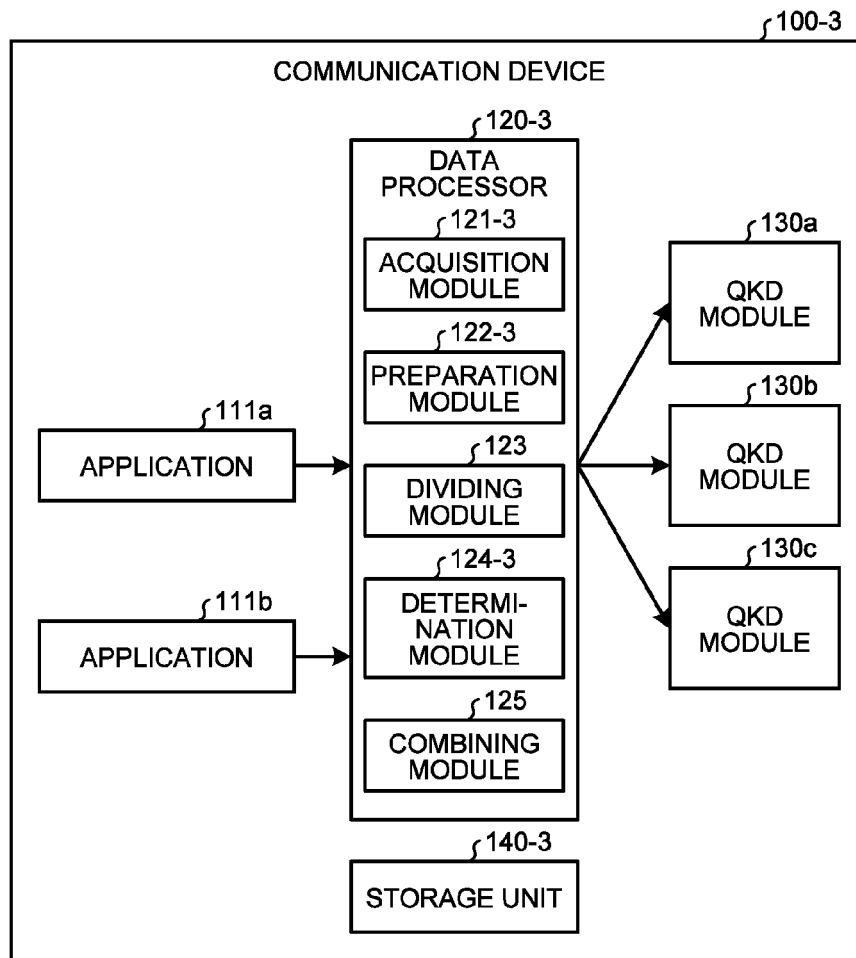 100-3
COMMUNICATION DEVICE
120-3
DATA
PROCESSOR
121-3
ACQUISITION
MODULE
122-3
PREPARATION
MODULE
123
DIVIDING
MODULE
124-3
DETERMI-
NATION
MODULE
125
COMBINING
MODULE
111a
APPLICATION
111b
APPLICATION
130a
QKD
MODULE
130b
QKD
MODULE
130c
QKD
MODULE
140-3
STORAGE UNIT